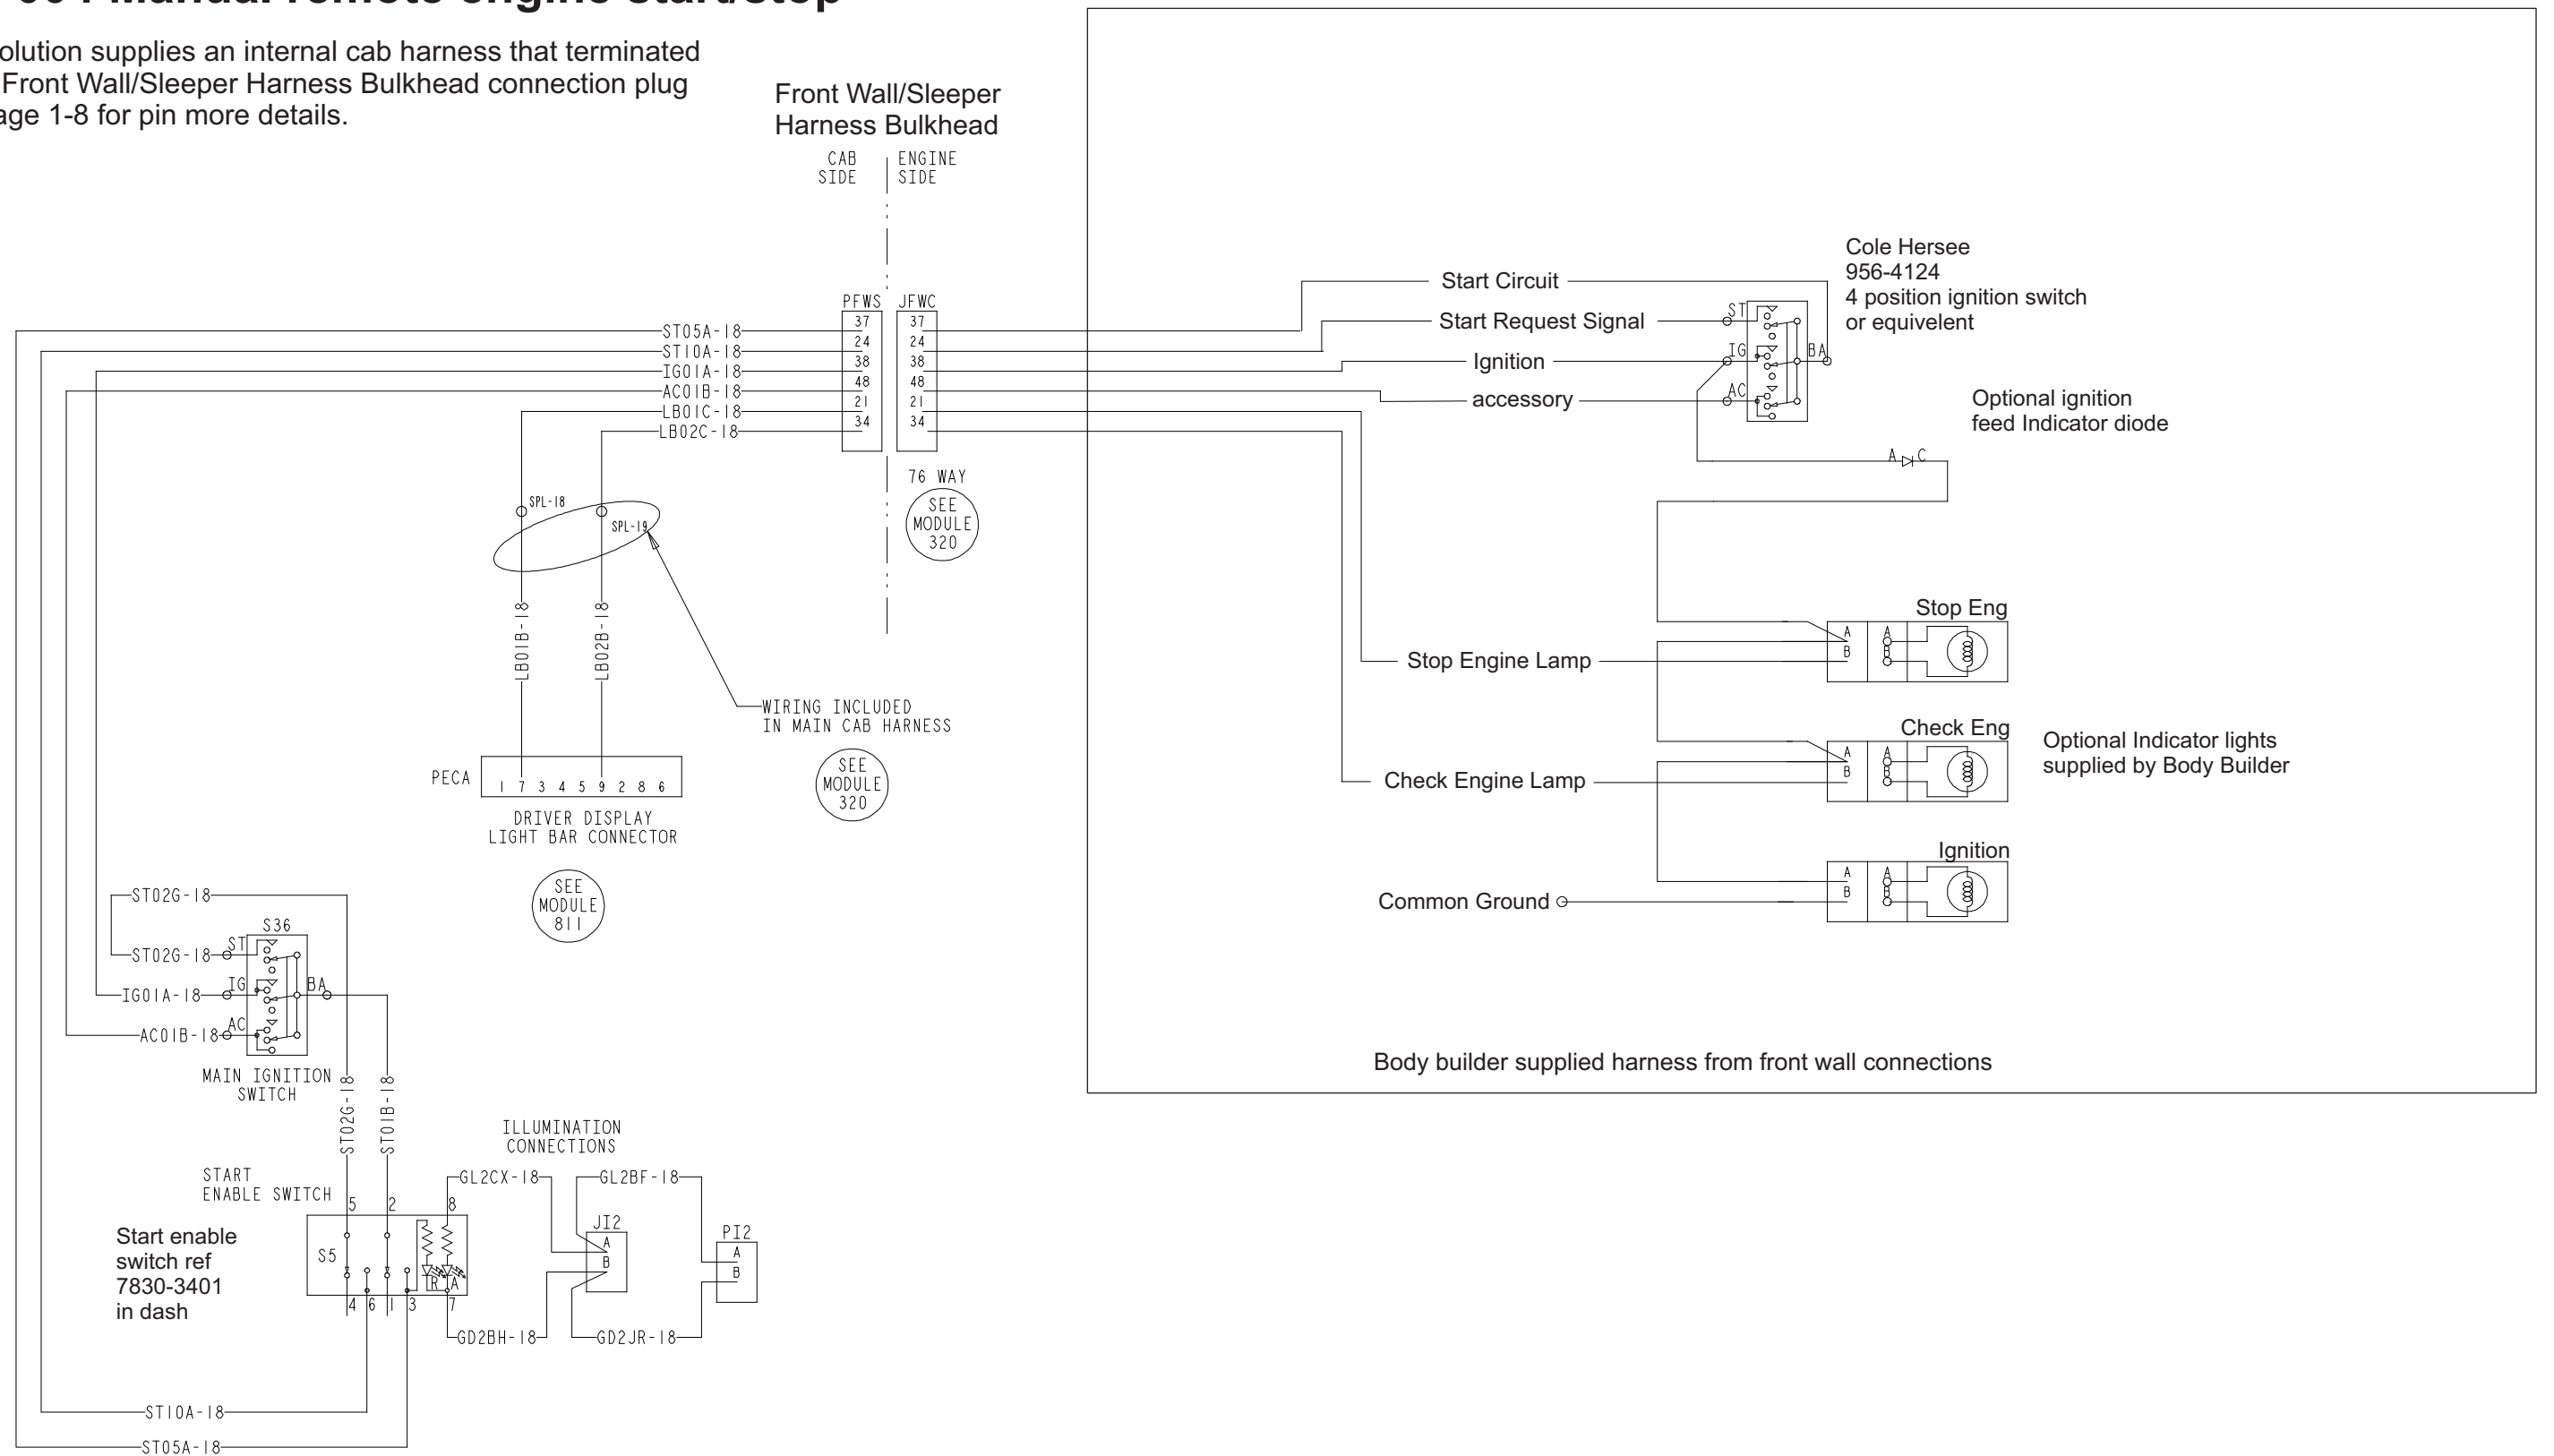 Manual remote engine start/stop
olution supplies an internal cab harness that terminated
Front Wall/Sleeper Harness Bulkhead connection plug
age 1-8 for pin more details.
Front Wall/Sleeper
Harness Bulkhead
CAB
SIDE
ENGINE
SIDE
PFWS
JFWC
37
24
38
48
21
34
37
24
38
48
21
34
ST05A-18
ST10A-18
IG01A-18
AC01B-18
LB01C-18
LB02C-18
76 WAY
SEE
MODULE
320
SPL-18
SPL-19
LB01B-18
LB02B-18
WIRING INCLUDED
IN MAIN CAB HARNESS
SEE
MODULE
320
PECA
1 7 3 4 5 9 2 8 6
DRIVER DISPLAY
LIGHT BAR CONNECTOR
SEE
MODULE
811
Start Circuit
Start Request Signal
Ignition
accessory
ST
IG
AC
BA
Cole Hersee
956-4124
4 position ignition switch
or equivelent
Optional ignition
feed Indicator diode
A C
Stop Eng
A
B
A
B
Stop Engine Lamp
Check Eng
A
B
A
B
Check Engine Lamp
Optional Indicator lights
supplied by Body Builder
Ignition
A
B
A
B
Common Ground
Body builder supplied harness from front wall connections
ST02G-18
S36
ST02G-18
ST
IG01A-18
IG
BA
AC01B-18
AC
MAIN IGNITION
SWITCH
ST02G-18
ST01B-18
START
ENABLE SWITCH
5 2 8
S5
R A
4 6 1 3 7
Start enable
switch ref
7830-3401
in dash
ILLUMINATION
CONNECTIONS
GL2CX-18
GL2BF-18
JI2
A
B
PI2
A
B
GD2BH-18
GD2JR-18
ST10A-18
ST05A-18